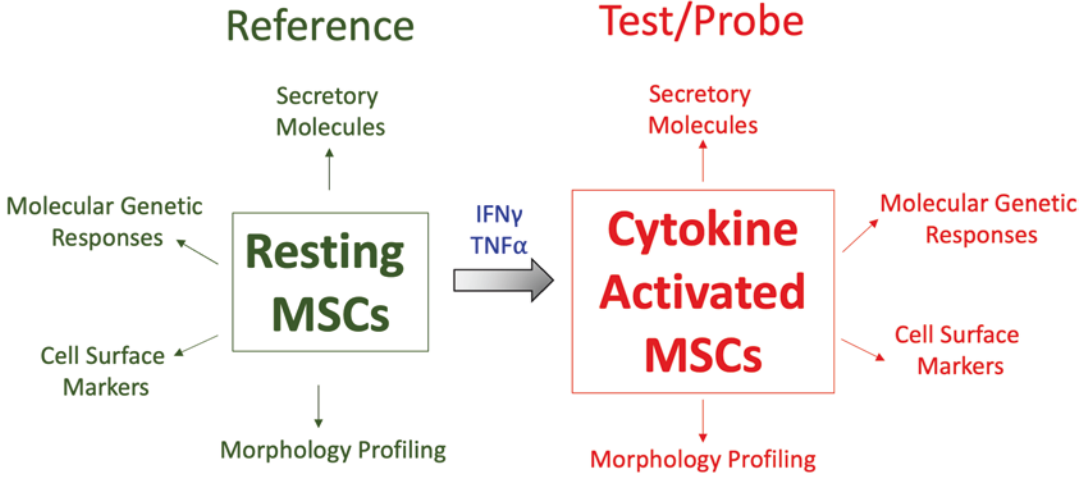 Reference
Test/Probe
Secretory
Molecules
Secretory
Molecules
Molecular Genetic
Responses
IFNγ
TNFα
Molecular Genetic
Responses
Resting
MSCs
Cytokine
Activated
MSCs
Cell Surface
Markers
Cell Surface
Markers
Morphology Profiling
Morphology Profiling